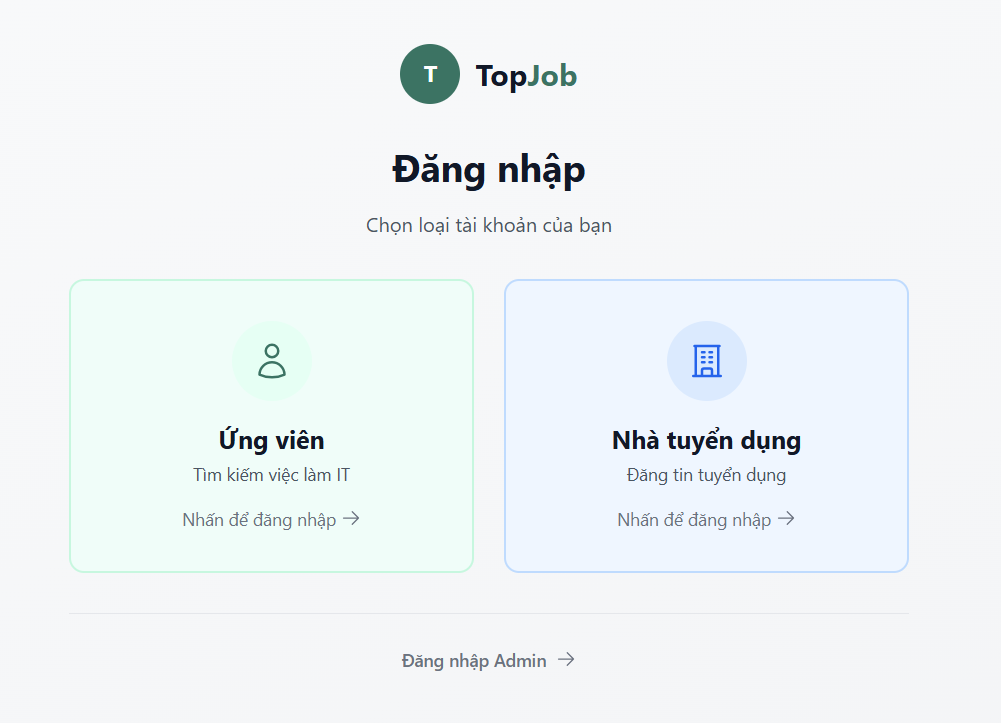 T
TopJob
Đăng nhập
Chọn loại tài khoản của bạn
Ứng viên
Tìm kiếm việc làm IT
Nhấn để đăng nhập →
Nhà tuyển dụng
Đăng tin tuyển dụng
Nhấn để đăng nhập →
Đăng nhập Admin →